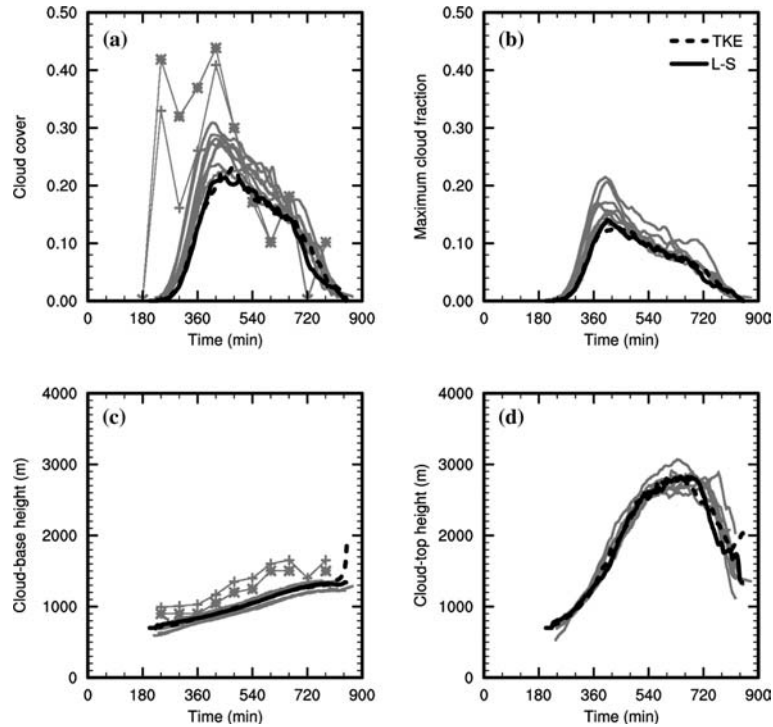 0.50
0.40
0.30
0.20
0.10
0.00
Cloud cover
(a)
0 180 360 540 720 900
Time (min)
0.50
0.40
0.30
0.20
0.10
0.00
Maximum cloud fraction
(b)
TKE
L-S
0 180 360 540 720 900
Time (min)
4000
3000
2000
1000
0
Cloud-base height (m)
(c)
0 180 360 540 720 900
Time (min)
4000
3000
2000
1000
0
Cloud-top height (m)
(d)
0 180 360 540 720 900
Time (min)